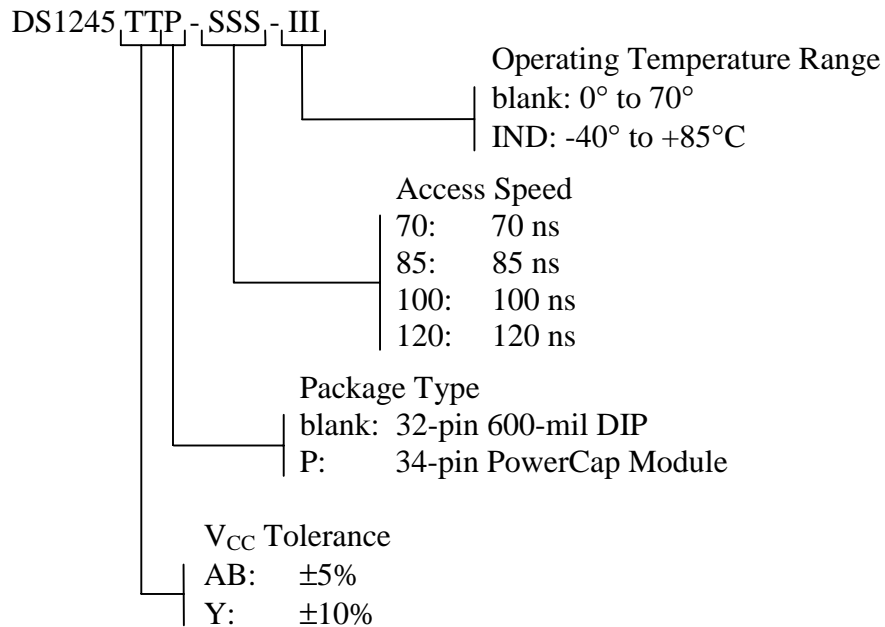 DS1245 TTP - SSS - III
Operating Temperature Range
blank: 0° to 70°
IND: -40° to +85°C
Access Speed
70: 70 ns
85: 85 ns
100: 100 ns
120: 120 ns
Package Type
blank: 32-pin 600-mil DIP
P: 34-pin PowerCap Module
VCC Tolerance
AB: ±5%
Y: ±10%